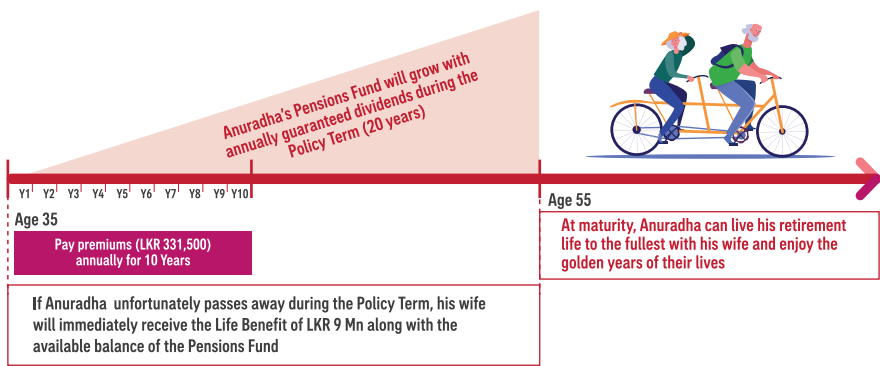 Anuradha's Pensions Fund will grow with
annually guaranteed dividends during the
Policy Term (20 years)
Y1 Y2 Y3 Y4 Y5 Y6 Y7 Y8 Y9 Y10
Age 35
Age 55
Pay premiums (LKR 331,500)
annually for 10 Years
At maturity, Anuradha can live his retirement
life to the fullest with his wife and enjoy the
golden years of their lives
If Anuradha unfortunately passes away during the Policy Term, his wife
will immediately receive the Life Benefit of LKR 9 Mn along with the
available balance of the Pensions Fund